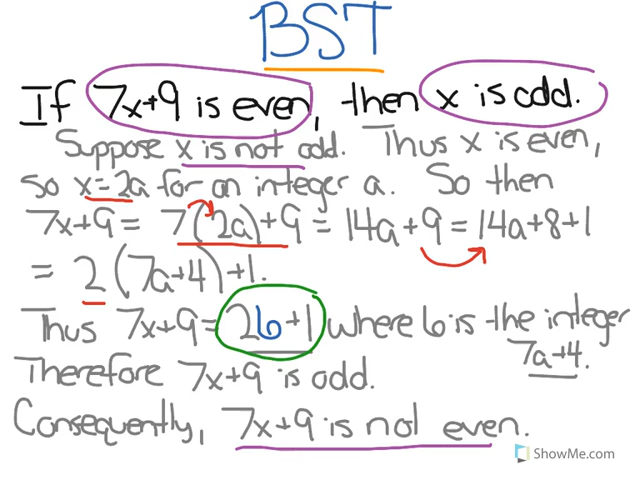 BST
If 7x+9 is even, then x is odd.
Suppose x is not odd. Thus x is even,
so x=2a for an integer a. So then
7x+9 = 7(2a)+9 = 14a+9 = 14a+8+1
= 2(7a+4)+1.
Thus 7x+9=2b+1 where b is the integer
7a+4.
Therefore 7x+9 is odd.
Consequently, 7x+9 is not even.
ShowMe.com